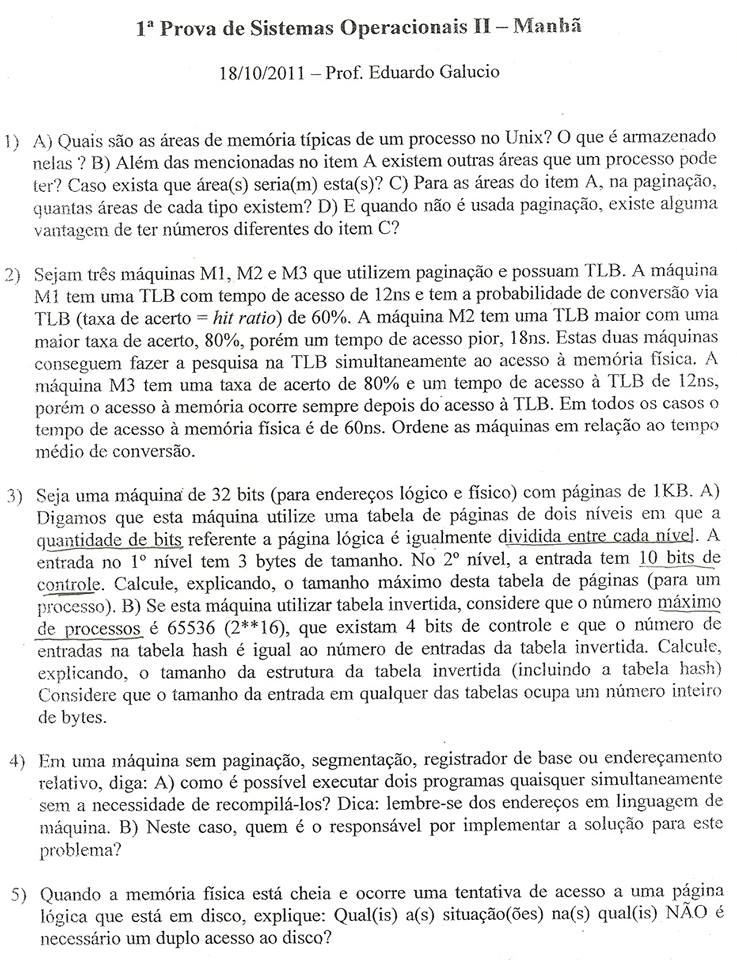 1ª Prova de Sistemas Operacionais II – Manhã
18/10/2011 – Prof. Eduardo Galucio
1) A) Quais são as áreas de memória típicas de um processo no Unix? O que é armazenado
nelas ? B) Além das mencionadas no item A existem outras áreas que um processo pode
ter? Caso exista que área(s) seria(m) esta(s)? C) Para as áreas do item A, na paginação,
quantas áreas de cada tipo existem? D) E quando não é usada paginação, existe alguma
vantagem de ter números diferentes do item C?
2) Sejam três máquinas M1, M2 e M3 que utilizem paginação e possuam TLB. A máquina
M1 tem uma TLB com tempo de acesso de 12ns e tem a probabilidade de conversão via
TLB (taxa de acerto = hit ratio) de 60%. A máquina M2 tem uma TLB maior com uma
maior taxa de acerto, 80%, porém um tempo de acesso pior, 18ns. Estas duas máquinas
conseguem fazer a pesquisa na TLB simultaneamente ao acesso à memória física. A
máquina M3 tem uma taxa de acerto de 80% e um tempo de acesso à TLB de 12ns,
porém o acesso à memória ocorre sempre depois do acesso à TLB. Em todos os casos o
tempo de acesso à memória física é de 60ns. Ordene as máquinas em relação ao tempo
médio de conversão.
3) Seja uma máquina de 32 bits (para endereços lógico e físico) com páginas de 1KB. A)
Digamos que esta máquina utilize uma tabela de páginas de dois níveis em que a
quantidade de bits referente a página lógica é igualmente dividida entre cada nível. A
entrada no 1º nível tem 3 bytes de tamanho. No 2º nível, a entrada tem 10 bits de
controle. Calcule, explicando, o tamanho máximo desta tabela de páginas (para um
processo). B) Se esta máquina utilizar tabela invertida, considere que o número máximo
de processos é 65536 (2**16), que existam 4 bits de controle e que o número de
entradas na tabela hash é igual ao número de entradas da tabela invertida. Calcule,
explicando, o tamanho da estrutura da tabela invertida (incluindo a tabela hash)
Considere que o tamanho da entrada em qualquer das tabelas ocupa um número inteiro
de bytes.
4) Em uma máquina sem paginação, segmentação, registrador de base ou endereçamento
relativo, diga: A) como é possível executar dois programas quaisquer simultaneamente
sem a necessidade de recompilá-los? Dica: lembre-se dos endereços em linguagem de
máquina. B) Neste caso, quem é o responsável por implementar a solução para este
problema?
5) Quando a memória física está cheia e ocorre uma tentativa de acesso a uma página
lógica que está em disco, explique: Qual(is) a(s) situação(ões) na(s) qual(is) NÃO é
necessário um duplo acesso ao disco?